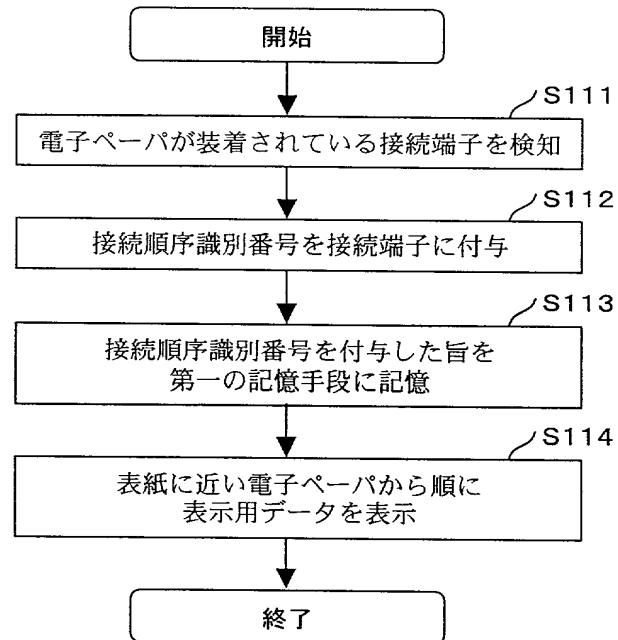 開始
S111
電子ペーパが装着されている接続端子を検知
S112
接続順序識別番号を接続端子に付与
S113
接続順序識別番号を付与した旨を
第一の記憶手段に記憶
S114
表紙に近い電子ペーパから順に
表示用データを表示
終了